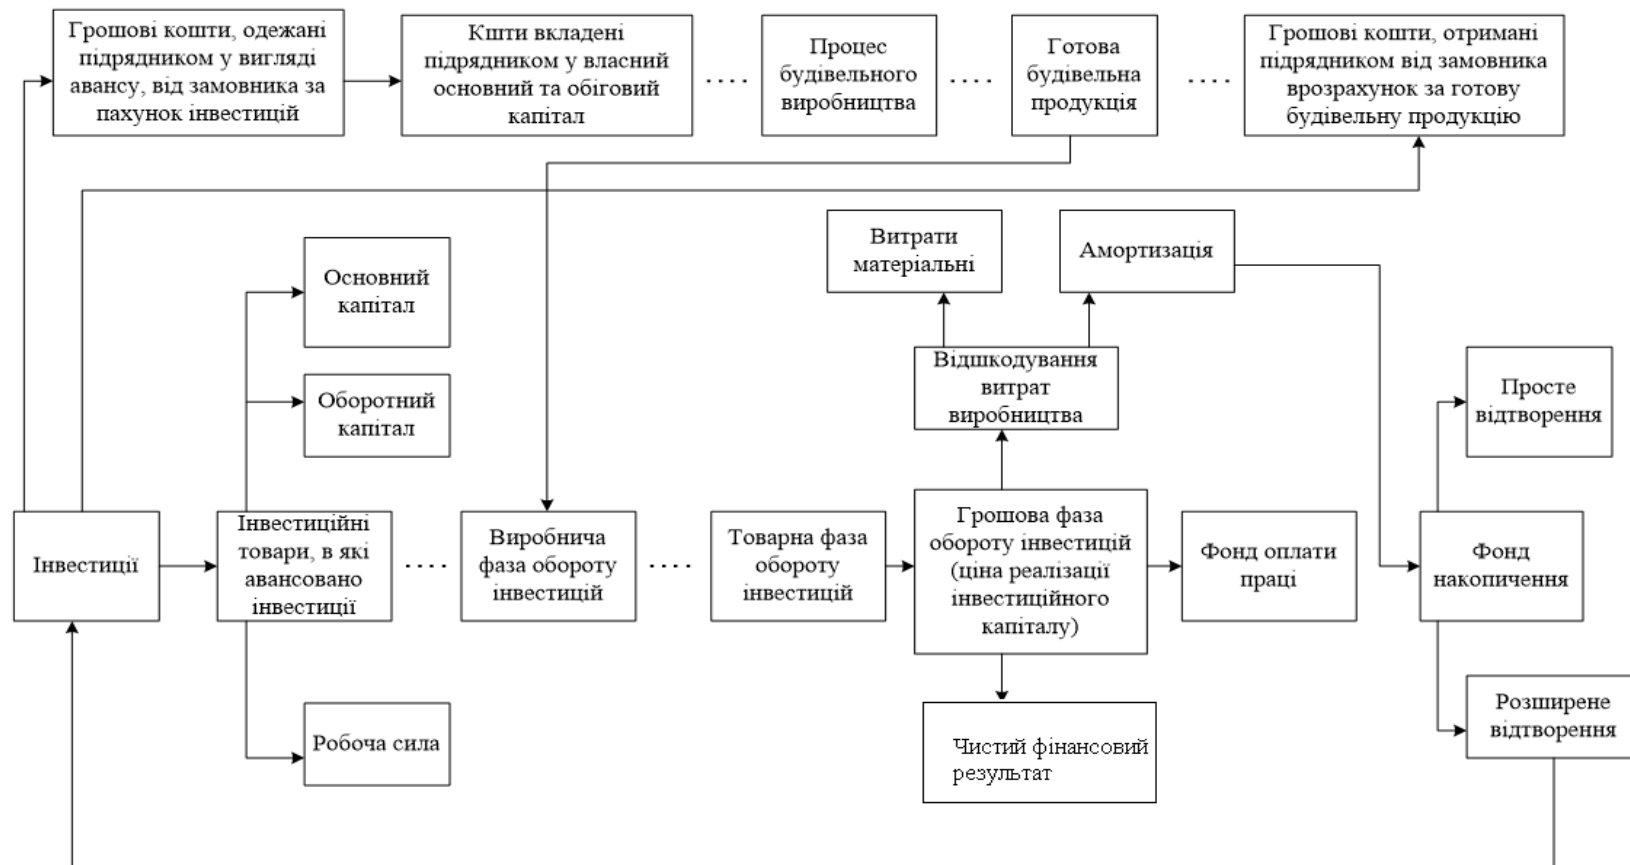 Грошові кошти, одежані
підрядником у вигляді
авансу, від замовника за
пахунок інвестицій
Кшти вкладені
підрядником у власний
основний та обіговий
капітал
Процес
будівельного
виробництва
Готова
будівельна
продукція
Грошові кошти, отримані
підрядником від замовника
врозрахунок за готову
будівельну продукцію
Витрати
матеріальні
Амортизація
Основний
капітал
Відшкодування
витрат
виробництва
Просте
відтворення
Оборотний
капітал
Інвестиції
Інвестиційні
товари, в які
авансовано
інвестиції
Виробнича
фаза обороту
інвестицій
Товарна фаза
обороту
інвестицій
Грошова фаза
обороту інвестицій
(ціна реалізації
інвестиційного
капіталу)
Фонд оплати
праці
Фонд
накопичення
Робоча сила
Чистий фінансовий
результат
Розширене
відтворення